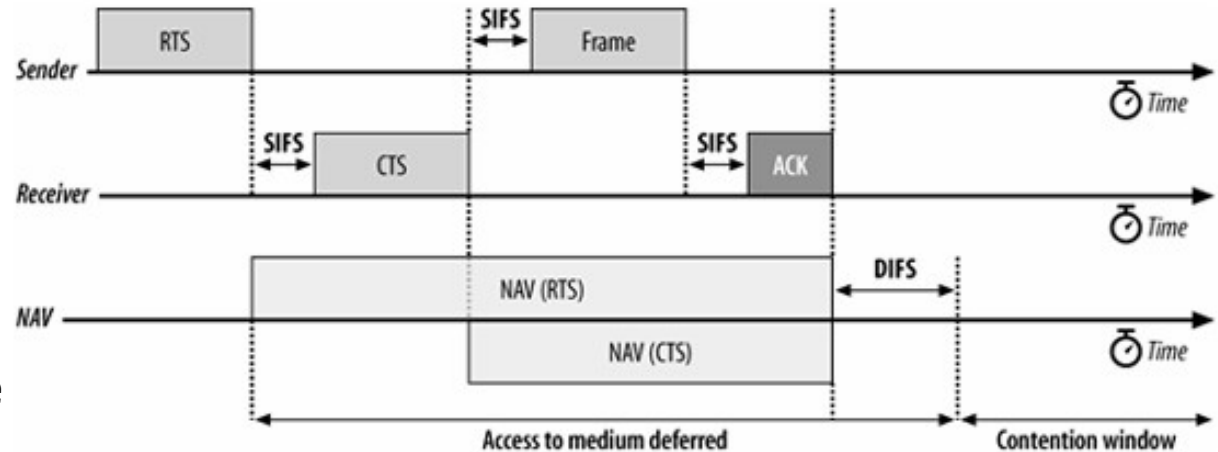 SIFS
RTS
Frame
Sender
Time
SIFS
SIFS
CTS
ACK
Receiver
Time
DIFS
NAV (RTS)
NAV
NAV (CTS)
Time
e
Access to medium deferred
Contention window